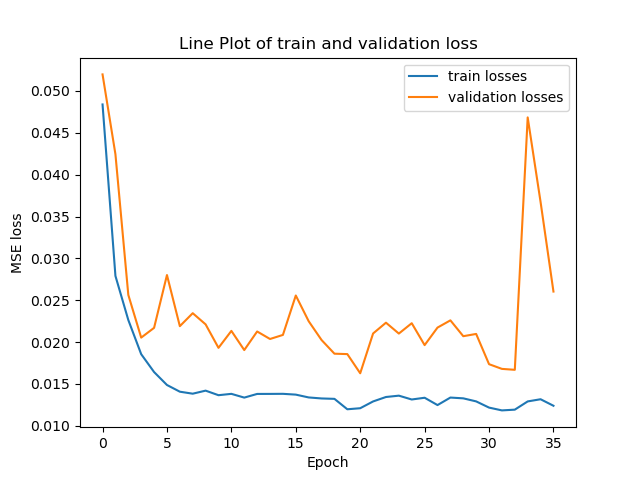 Line Plot of train and validation loss
train losses
validation losses
0.050
0.045
0.040
0.035
0.030
0.025
0.020
0.015
0.010
MSE loss
0 5 10 15 20 25 30 35
Epoch